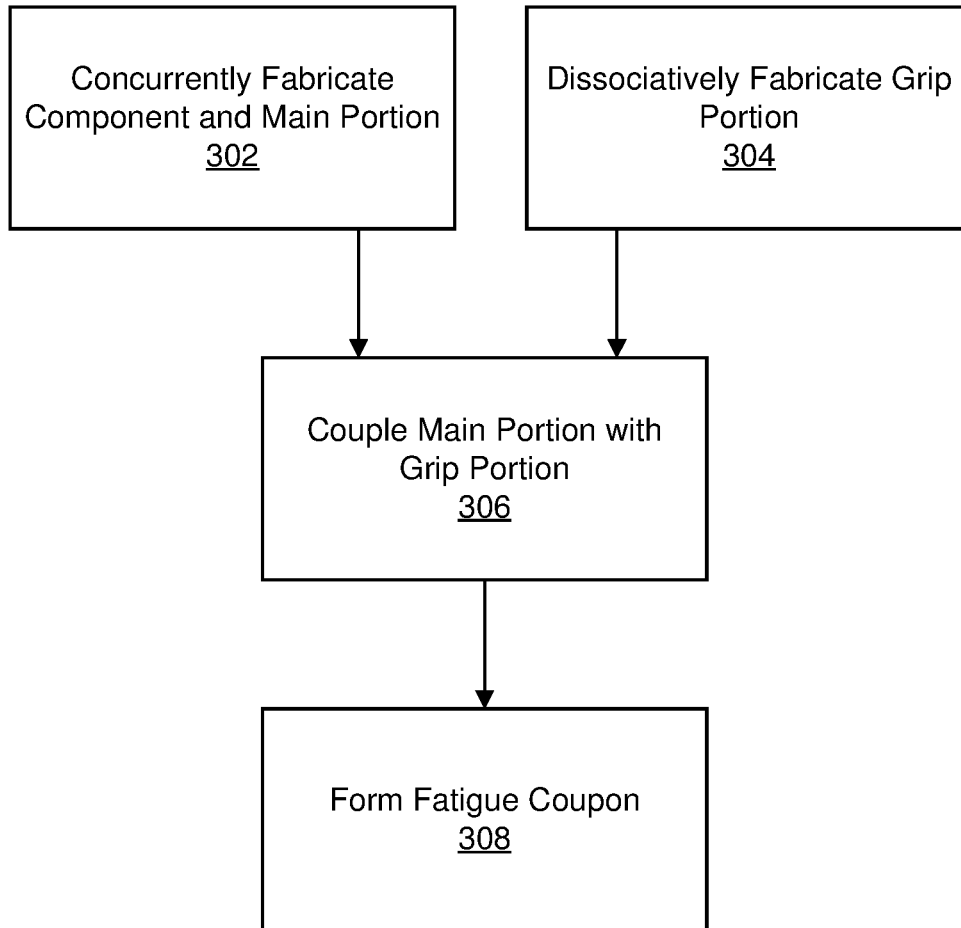 Concurrently Fabricate
Component and Main Portion
302
Dissociatively Fabricate Grip
Portion
304
Couple Main Portion with
Grip Portion
306
Form Fatigue Coupon
308